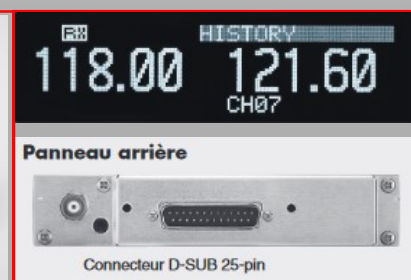 RX HISTORY
118.00 121.60
CH07
Panneau arrière
Connecteur D-SUB 25-pin